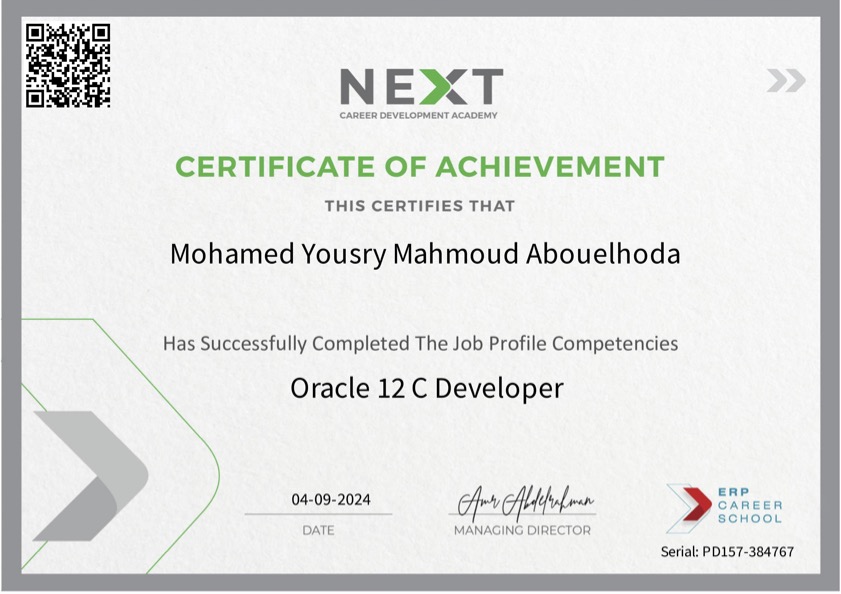 NEXT
CAREER DEVELOPMENT ACADEMY
CERTIFICATE OF ACHIEVEMENT
THIS CERTIFIES THAT
Mohamed Yousry Mahmoud Abouelhoda
Has Successfully Completed The Job Profile Competencies
Oracle 12 C Developer
04-09-2024
DATE
Amr Abdelrahman
MANAGING DIRECTOR
ERP
CAREER
SCHOOL
Serial: PD157-384767